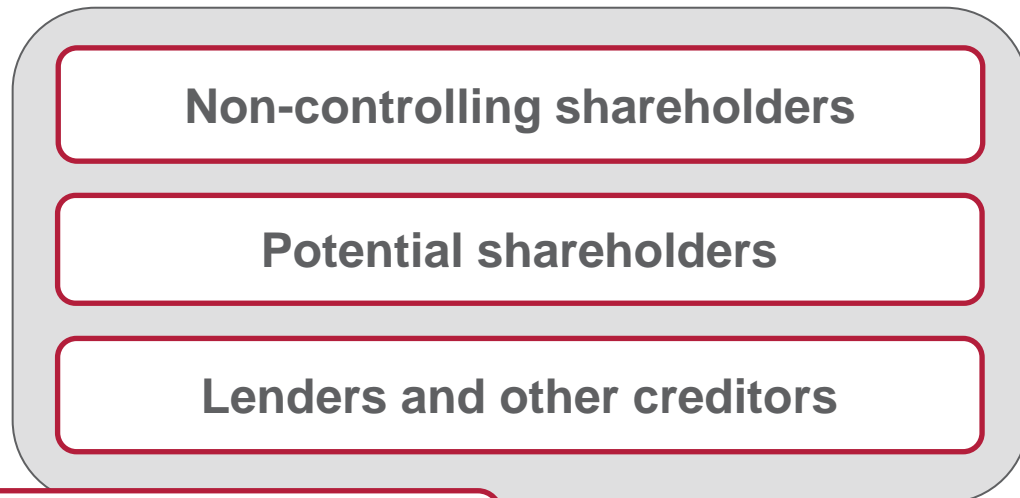 Non-controlling shareholders
Potential shareholders
Lenders and other creditors